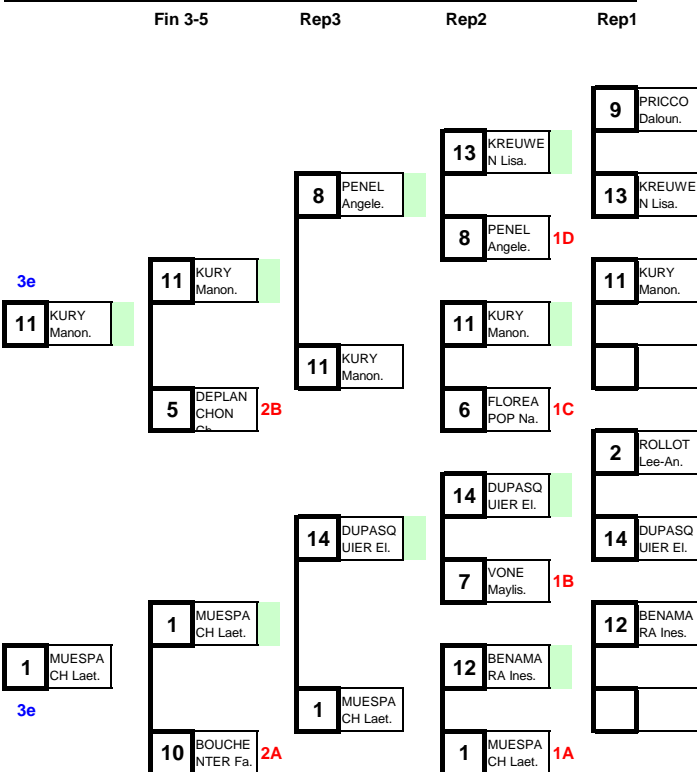 Fin 3-5 Rep3 Rep2 Rep1
9 PRICCO
Daloun.
13 KREUWE
N Lisa.
8 PENEL
Angele.
13 KREUWE
N Lisa.
8 PENEL
Angele. 1D
3e
11 KURY
Manon.
11 KURY
Manon.
11 KURY
Manon.
11 KURY
Manon.
11 KURY
Manon.
5 DEPLAN
CHON 2B
6 FLOREA
POP Na. 1C
2 ROLLOT
Lee-An.
14 DUPASQ
UIER El.
14 DUPASQ
UIER El.
14 DUPASQ
UIER El.
7 VONE
Maylis. 1B
1 MUESPA
CH Laet.
12 BENAMA
RA Ines.
1 MUESPA
CH Laet.
12 BENAMA
RA Ines.
3e
1 MUESPA
CH Laet.
10 BOUCHE
NTER Fa. 2A
1 MUESPA
CH Laet. 1A